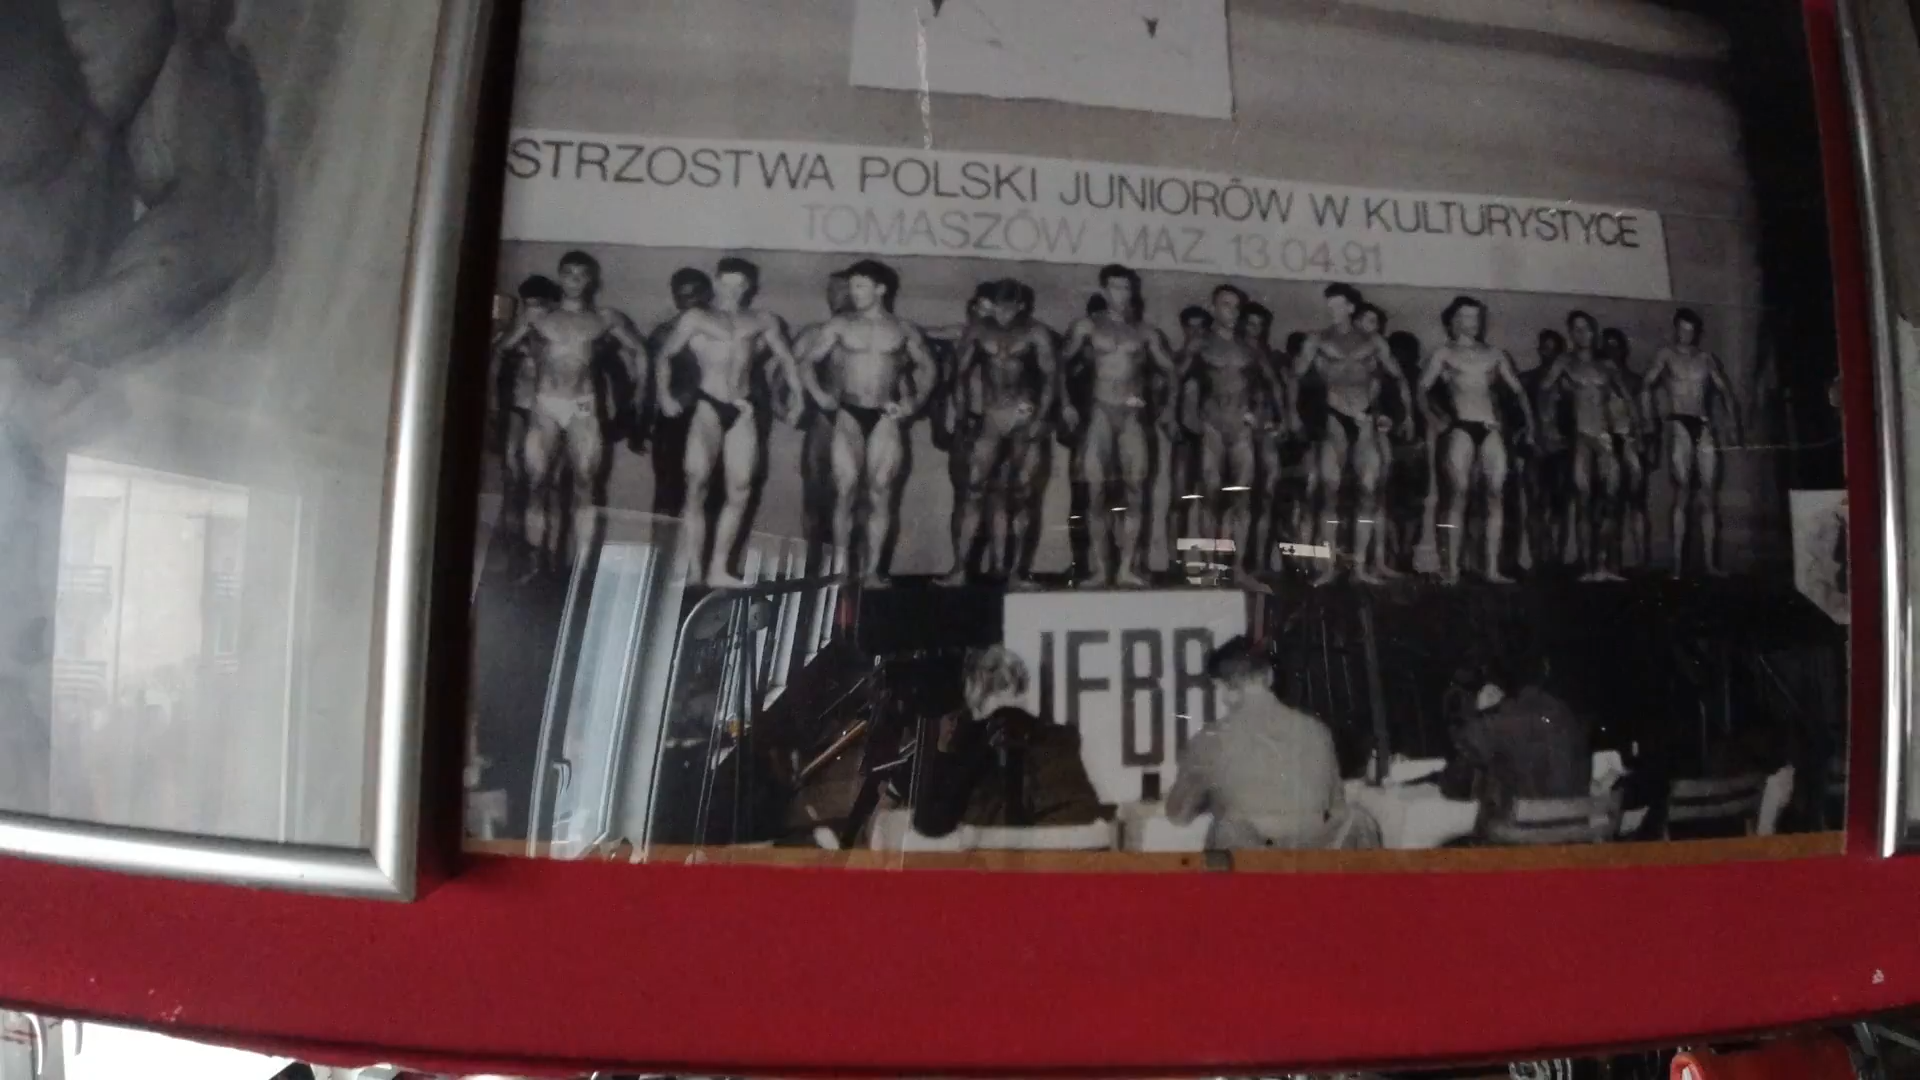 STRZOSTWA POLSKI JUNIORÓW W KULTURYSTYCE
TOMASZÓW MAZ. 13.04.91
IFBB